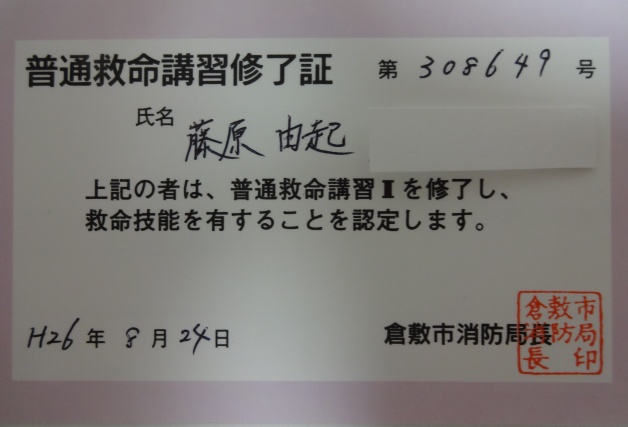 普通救命講習修了証 第 308649 号
氏名 藤原 由起
上記の者は、普通救命講習Ⅱを修了し、
救命技能を有することを認定します。
H26 年 8 月 24 日 倉敷市消防局長
倉敷市
消防局
長印